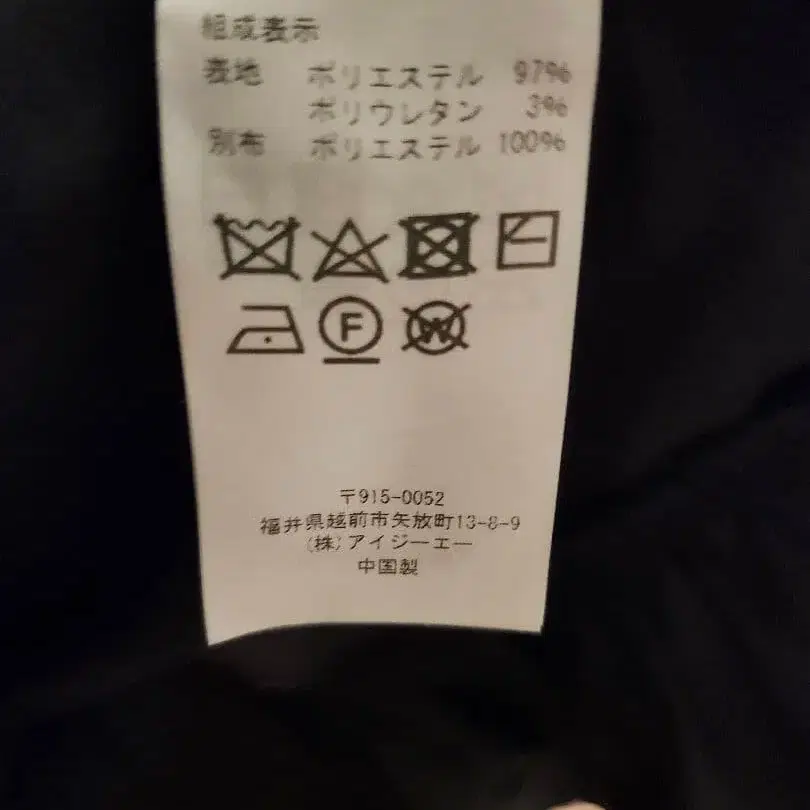 組成表示
表地 ポリエステル 97%
ポリウレタン 3%
別布 ポリエステル 100%
F
W
〒915-0052
福井県越前市矢放町13-8-9
(株)アイジーエー
中国製